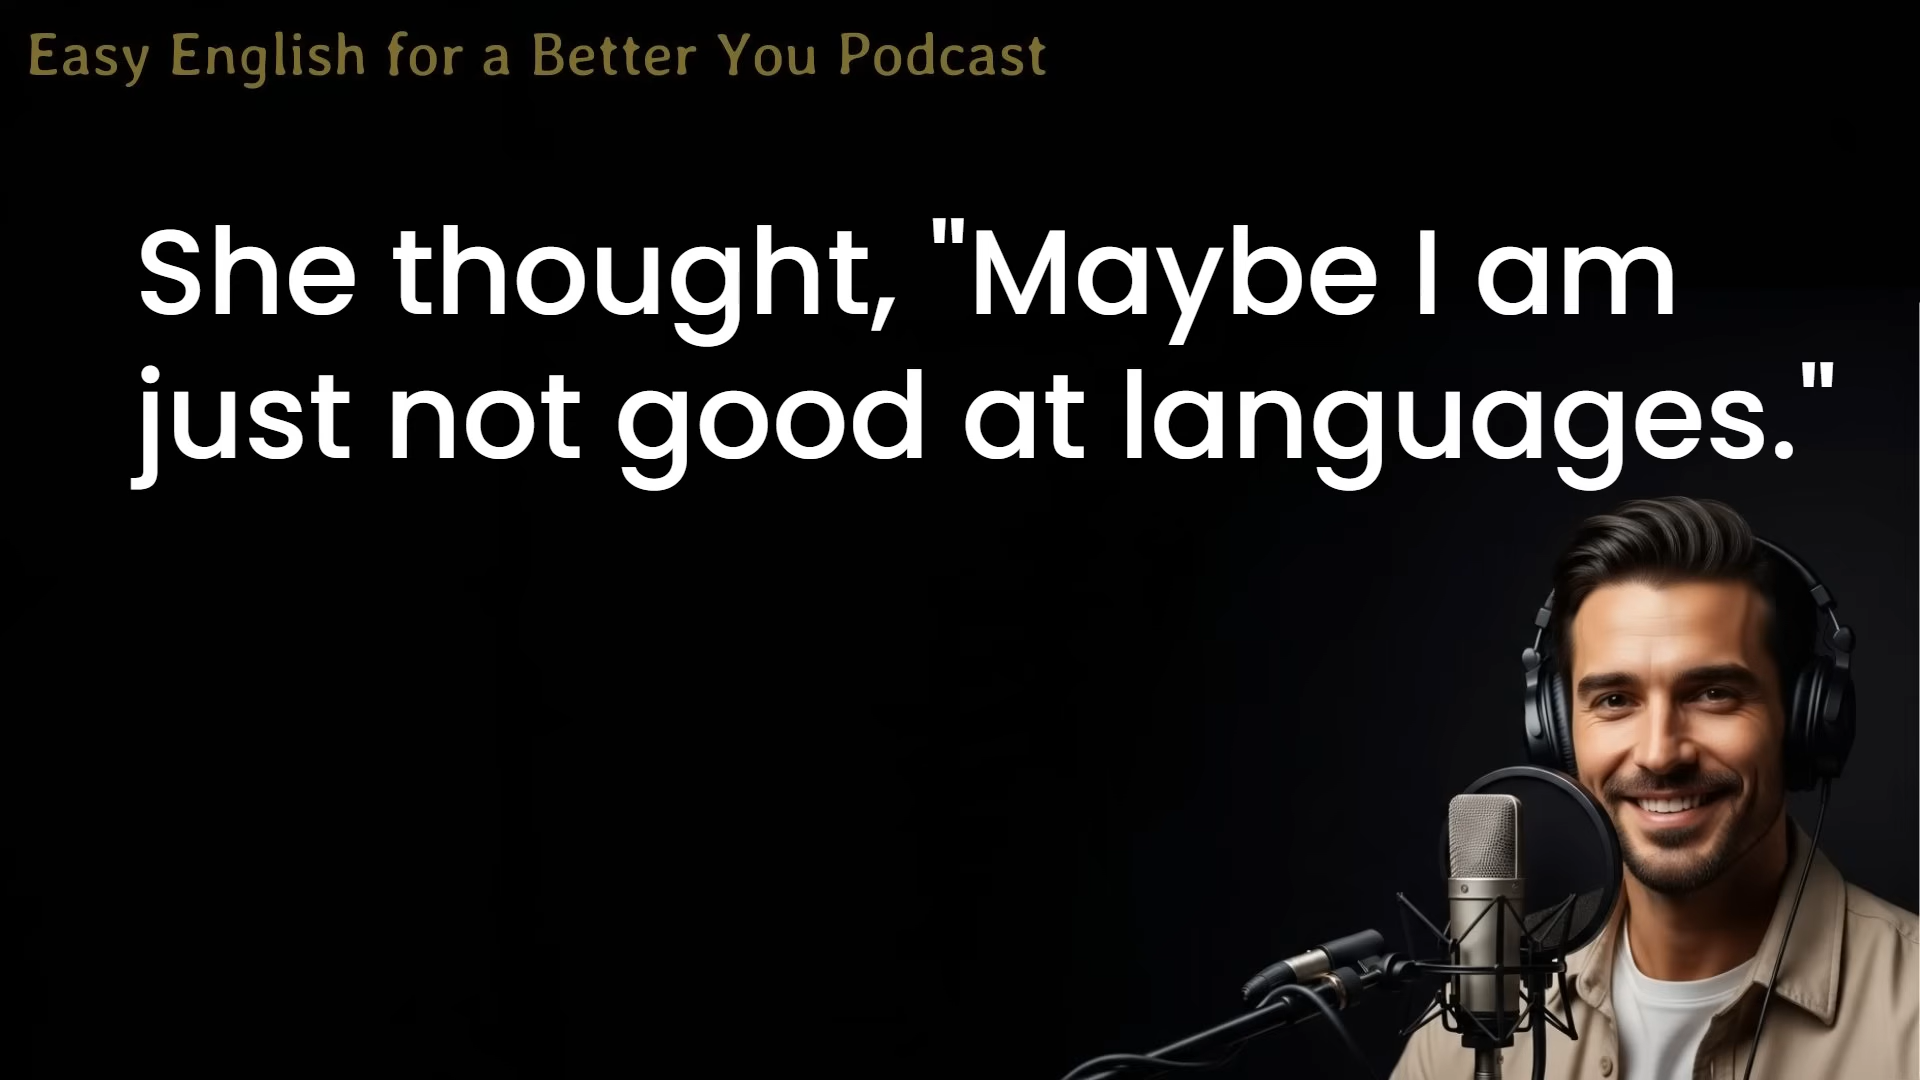 Easy English for a Better You Podcast
She thought, "Maybe I am
just not good at languages."